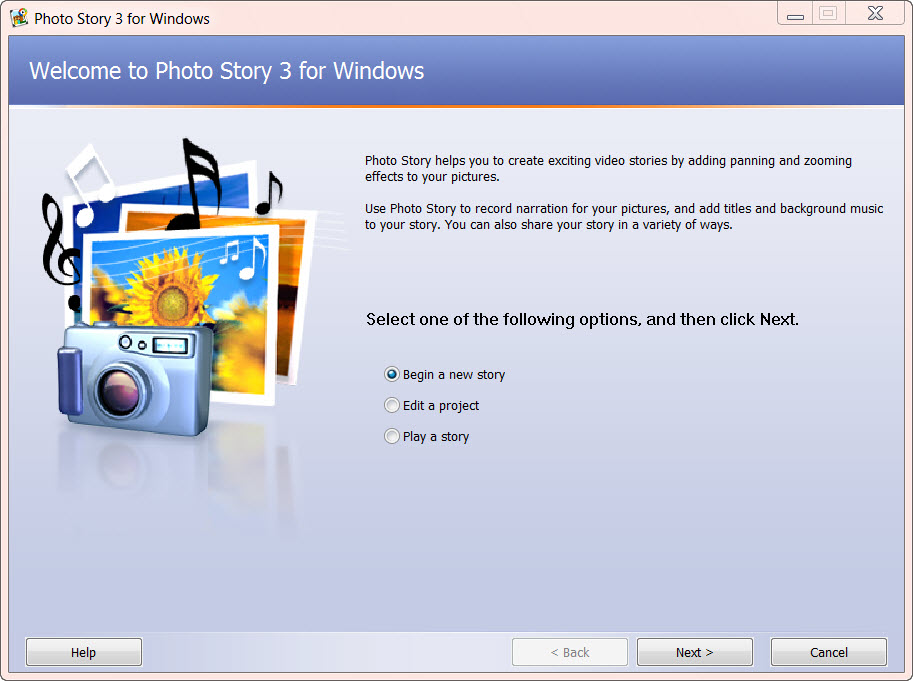 Photo Story 3 for Windows
Welcome to Photo Story 3 for Windows
Photo Story helps you to create exciting video stories by adding panning and zooming
effects to your pictures.
Use Photo Story to record narration for your pictures, and add titles and background music
to your story. You can also share your story in a variety of ways.
Select one of the following options, and then click Next.
Begin a new story
Edit a project
Play a story
Help
< Back
Next >
Cancel